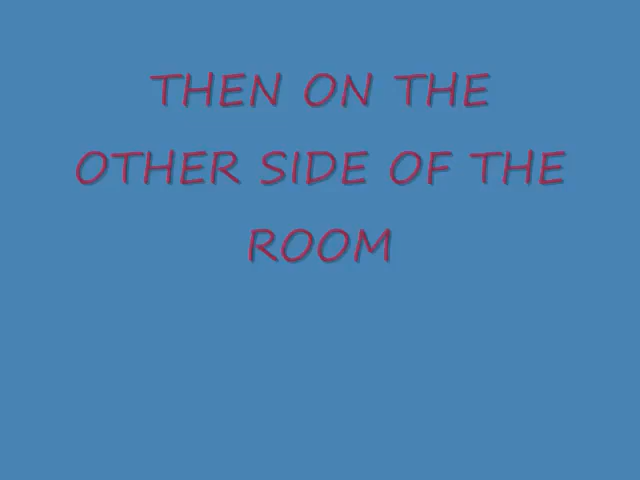 THEN ON THE
OTHER SIDE OF THE
ROOM